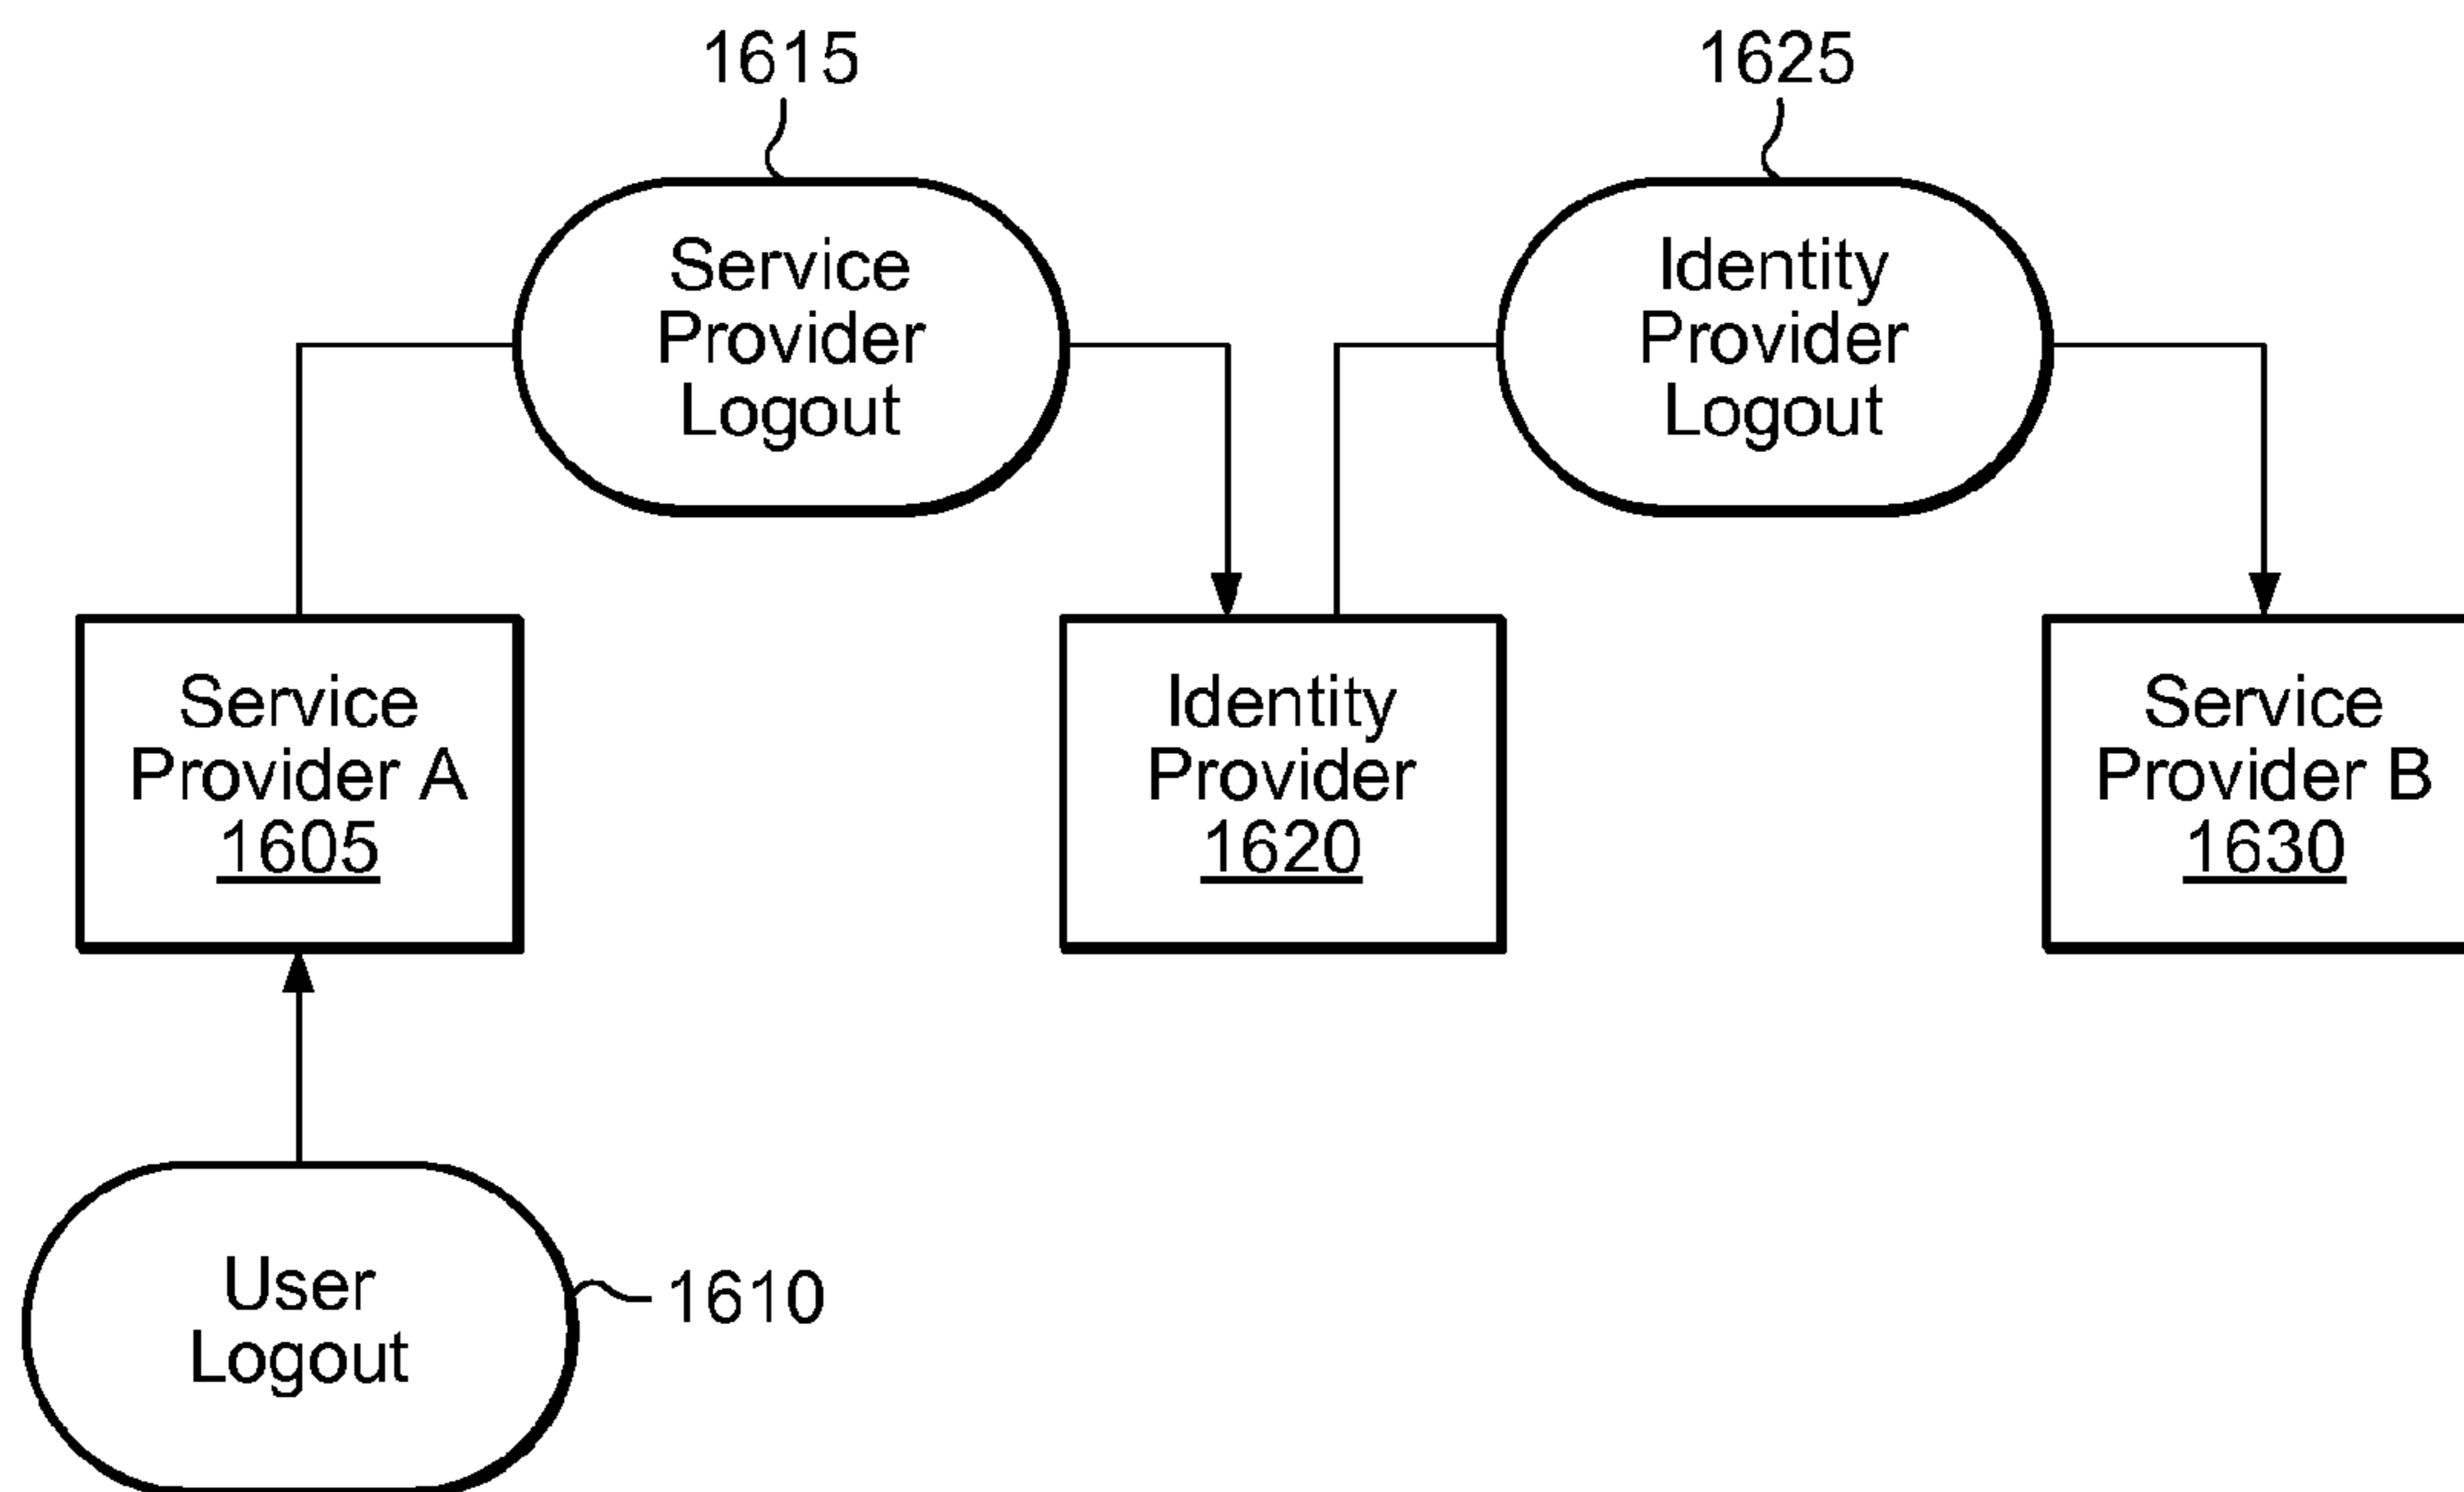 1615
1625
Service
Provider
Logout
Identity
Provider
Logout
Service
Provider A
1605
Identity
Provider
1620
Service
Provider B
1630
User
Logout
1610